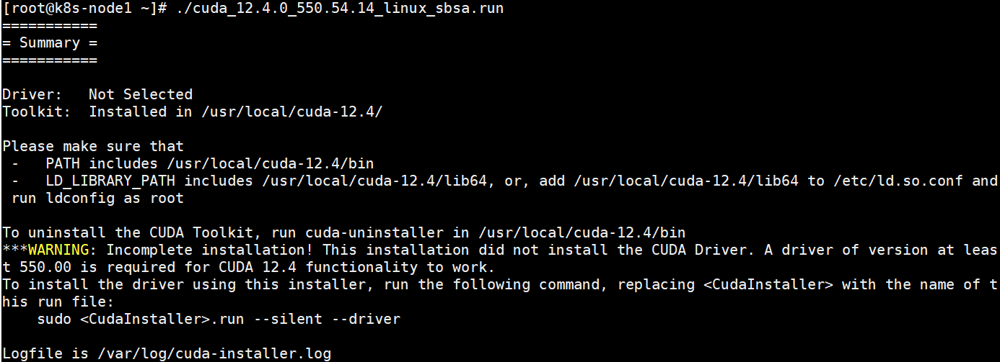 [root@k8s-node1 ~]# ./cuda_12.4.0_550.54.14_linux_sbsa.run
===========
= Summary =
===========
Driver:   Not Selected
Toolkit:  Installed in /usr/local/cuda-12.4/
Please make sure that
 -   PATH includes /usr/local/cuda-12.4/bin
 -   LD_LIBRARY_PATH includes /usr/local/cuda-12.4/lib64, or, add /usr/local/cuda-12.4/lib64 to /etc/ld.so.conf and
 run ldconfig as root
To uninstall the CUDA Toolkit, run cuda-uninstaller in /usr/local/cuda-12.4/bin
***WARNING: Incomplete installation! This installation did not install the CUDA Driver. A driver of version at leas
t 550.00 is required for CUDA 12.4 functionality to work.
To install the driver using this installer, run the following command, replacing <CudaInstaller> with the name of t
his run file:
    sudo <CudaInstaller>.run --silent --driver
Logfile is /var/log/cuda-installer.log